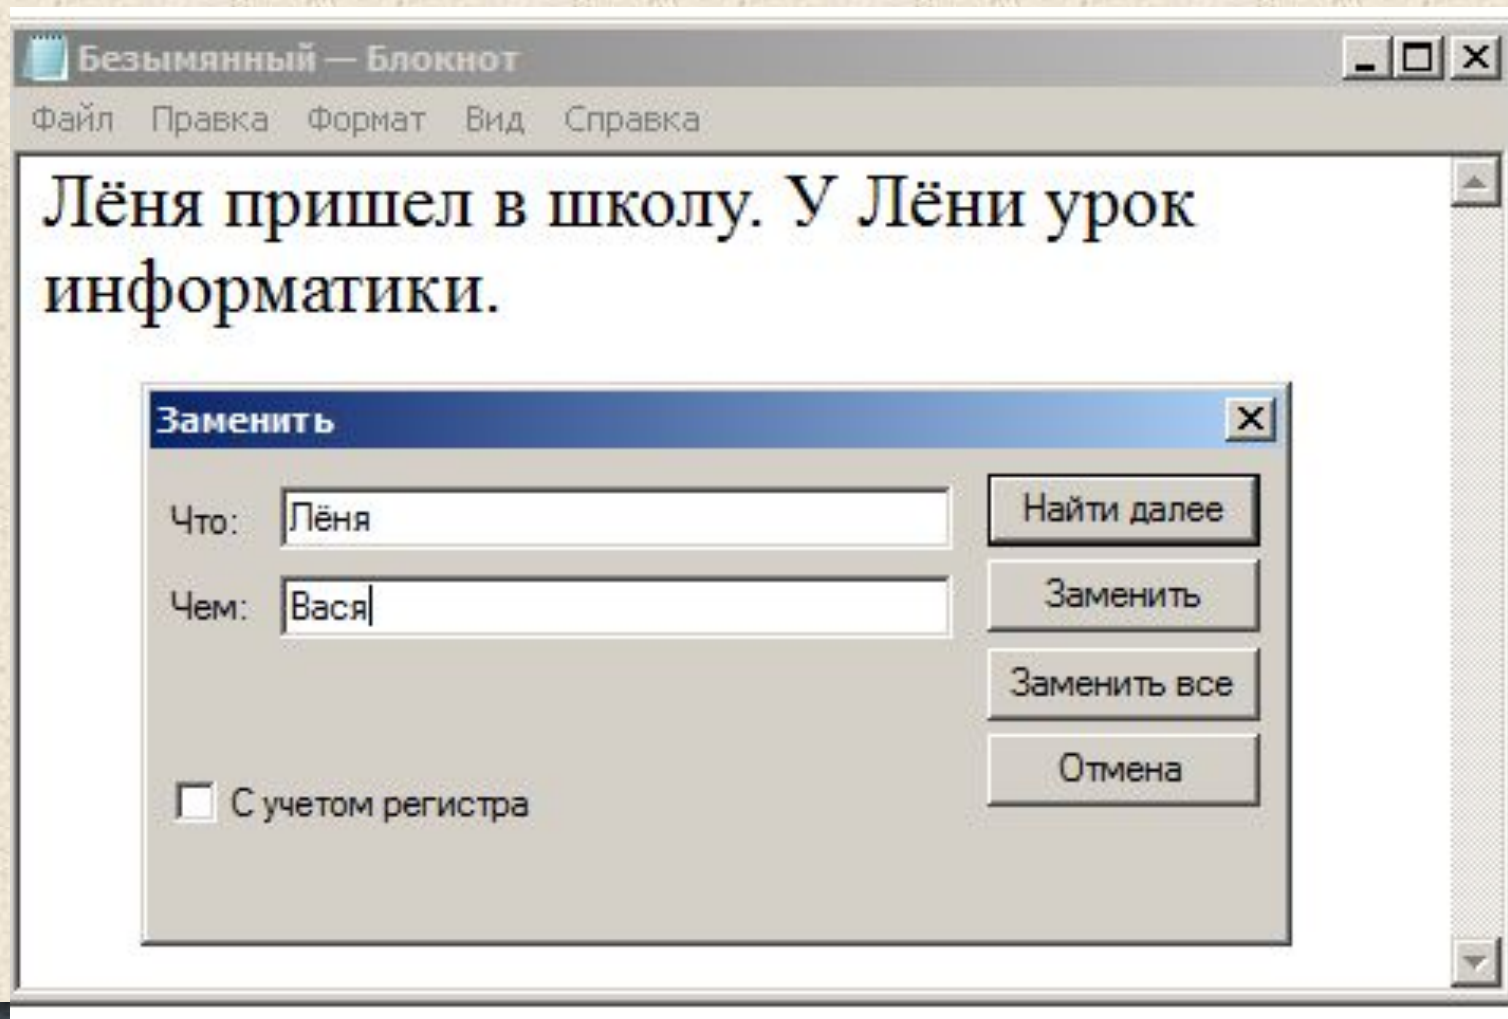 Безымянный — Блокнот
Файл Правка Формат Вид Справка
Лёня пришел в школу. У Лёни урок
информатики.
Заменить
Что: Лёня
Найти далее
Чем: Вася
Заменить
Заменить все
Отмена
С учетом регистра